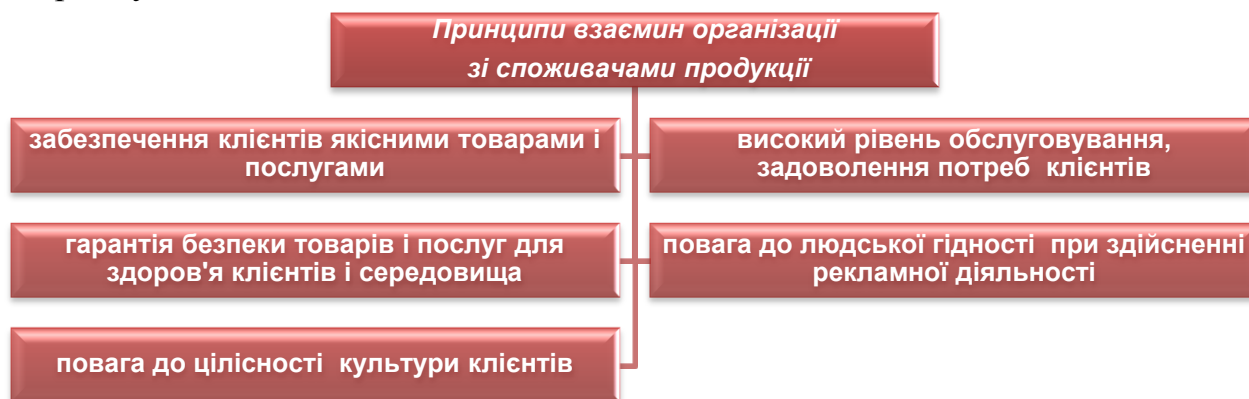 Принципи взаємин організації
зі споживачами продукції
забезпечення клієнтів якісними товарами і
послугами
високий рівень обслуговування,
задоволення потреб клієнтів
гарантія безпеки товарів і послуг для
здоров'я клієнтів і середовища
повага до людської гідності при здійсненні
рекламної діяльності
повага до цілісності культури клієнтів